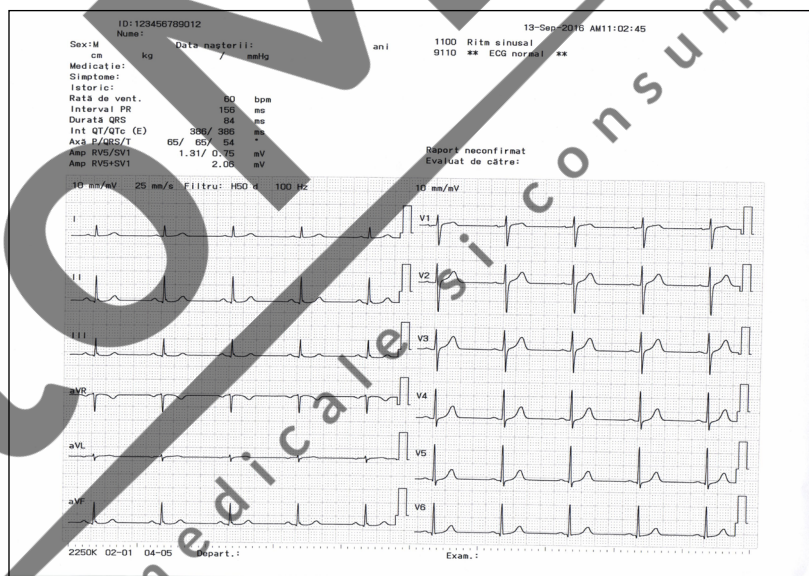 ID:123456789012
Nume:
13-Sep-2016 AM11:02:45
Sex:M Data nașterii: ani
cm kg / mmHg
Medicație:
Simptome:
Istoric:
1100 Ritm sinusal
9110 ** ECG normal **
Rată de vent. 60 bpm
Interval PR 156 ms
Durată QRS 84 ms
Int QT/QTc (E) 386/ 386 ms
Axă P/QRS/T 65/ 65/ 54 °
Amp RV5/SV1 1.31/ 0.75 mV
Amp RV5+SV1 2.06 mV
Raport neconfirmat
Evaluat de către:
10 mm/mV 25 mm/s Filtru: H50 d 100 Hz
10 mm/mV
I
II
III
aVR
aVL
aVF
V1
V2
V3
V4
V5
V6
2250K 02-01 04-05 Depart.:
Exam.:
medicale si consum